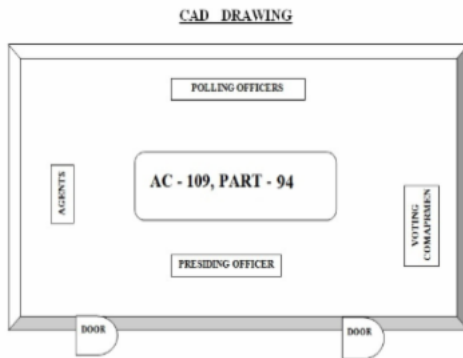 CAD DRAWING
POLLING OFFICERS
AGENTS
AC - 109, PART - 94
VOTING
COMAPRMEN
PRESIDING OFFICER
DOOR
DOOR